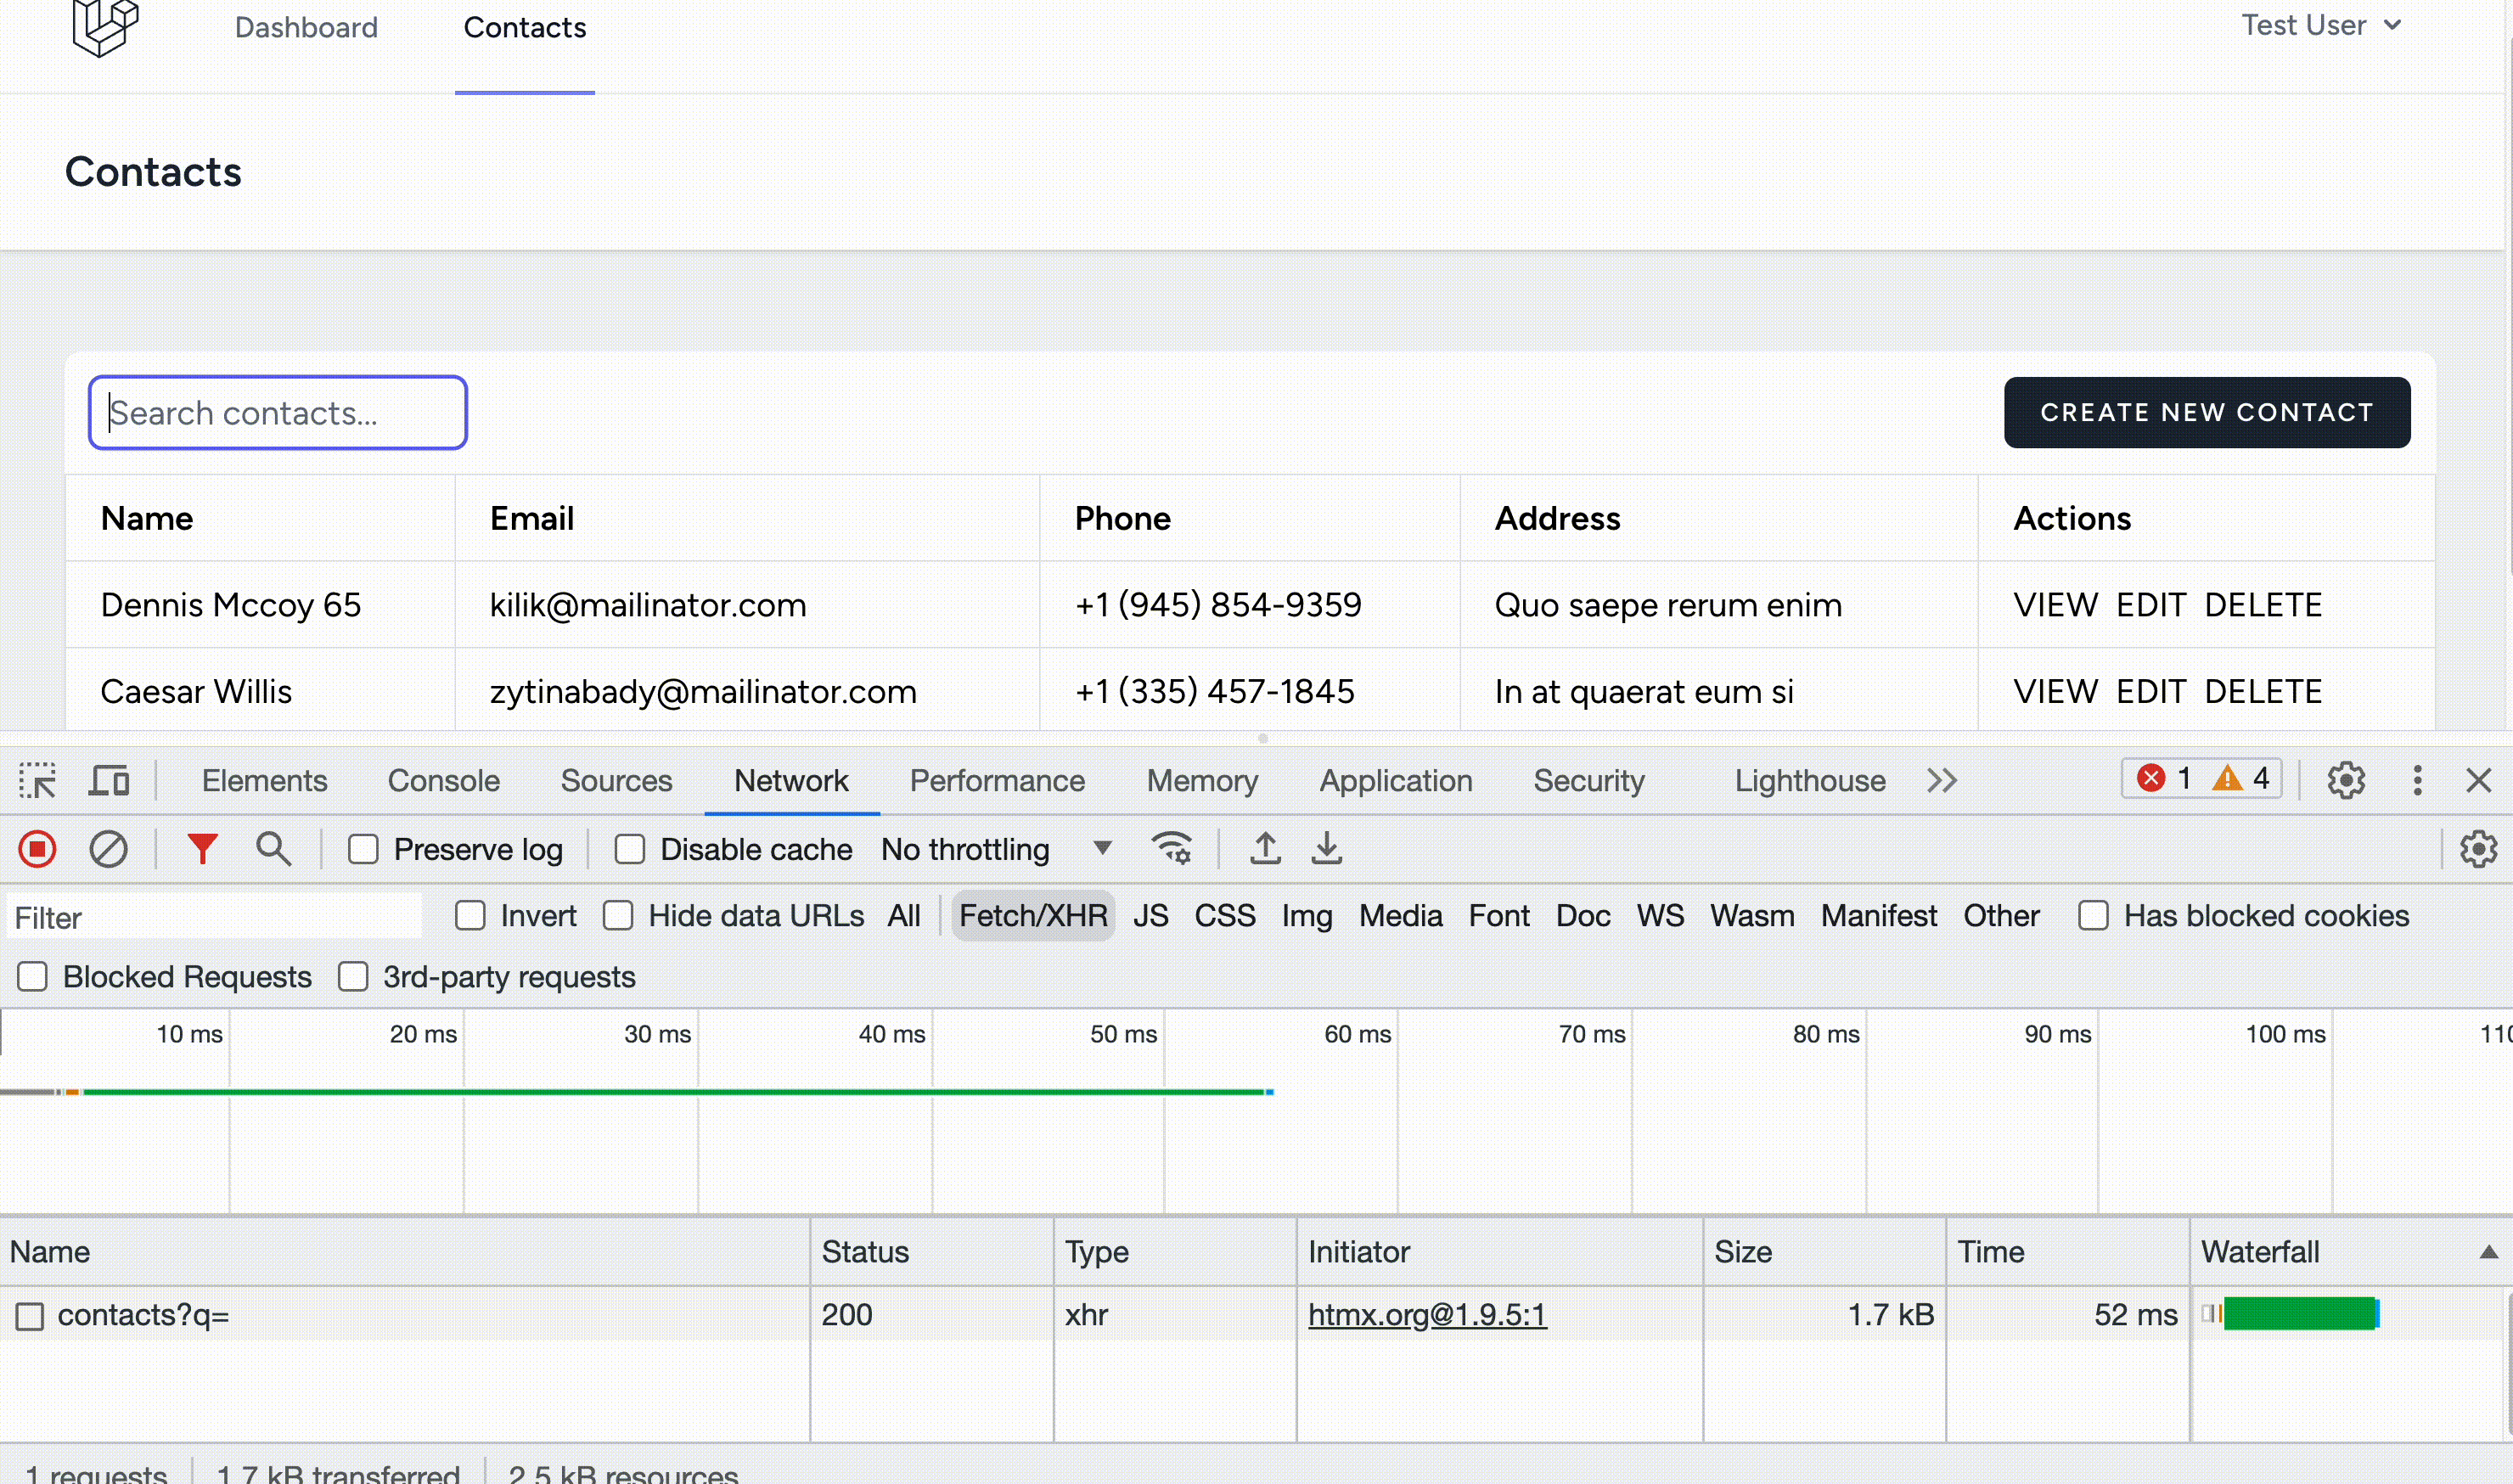 Dashboard Contacts Test User
Contacts
Search contacts... CREATE NEW CONTACT
Name Email Phone Address Actions
Dennis Mccoy 65 kilik@mailinator.com +1 (945) 854-9359 Quo saepe rerum enim VIEW EDIT DELETE
Caesar Willis zytinabady@mailinator.com +1 (335) 457-1845 In at quaerat eum si VIEW EDIT DELETE
Elements Console Sources Network Performance Memory Application Security Lighthouse 1 4
Preserve log Disable cache No throttling
Filter Invert Hide data URLs All Fetch/XHR JS CSS Img Media Font Doc WS Wasm Manifest Other Has blocked cookies
Blocked Requests 3rd-party requests
10 ms 20 ms 30 ms 40 ms 50 ms 60 ms 70 ms 80 ms 90 ms 100 ms 110
Name Status Type Initiator Size Time Waterfall
contacts?q= 200 xhr htmx.org@1.9.5:1 1.7 kB 52 ms
1 requests 1.7 kB transferred 2.5 kB resources